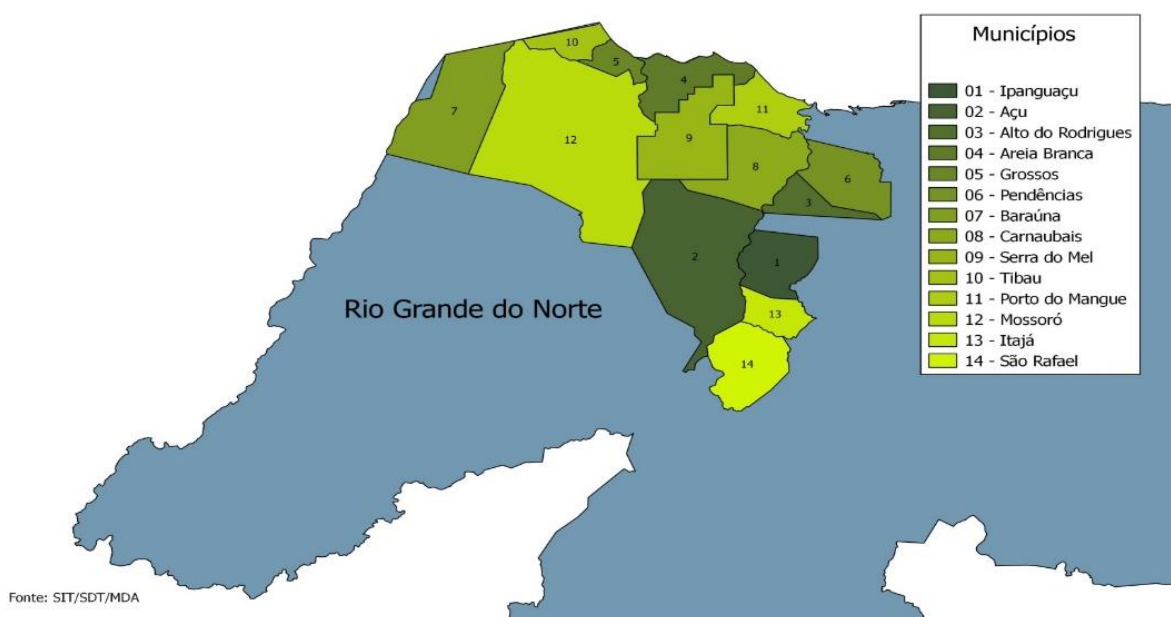 Municípios
01 - Ipanguaçu
02 - Açu
03 - Alto do Rodrigues
04 - Areia Branca
05 - Grossos
06 - Pendências
07 - Baraúna
08 - Carnaubais
09 - Serra do Mel
10 - Tibau
11 - Porto do Mangue
12 - Mossoró
13 - Itajá
14 - São Rafael
10
5
4
7
11
12
9
8
6
3
2
1
Rio Grande do Norte
13
14
Fonte: SIT/SDT/MDA